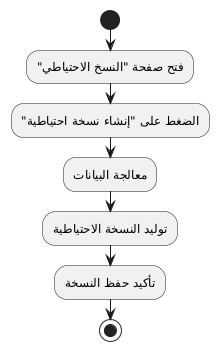 فتح صفحة "النسخ الاحتياطي"
الضغط على "إنشاء نسخة احتياطية"
معالجة البيانات
توليد النسخة الاحتياطية
تأكيد حفظ النسخة